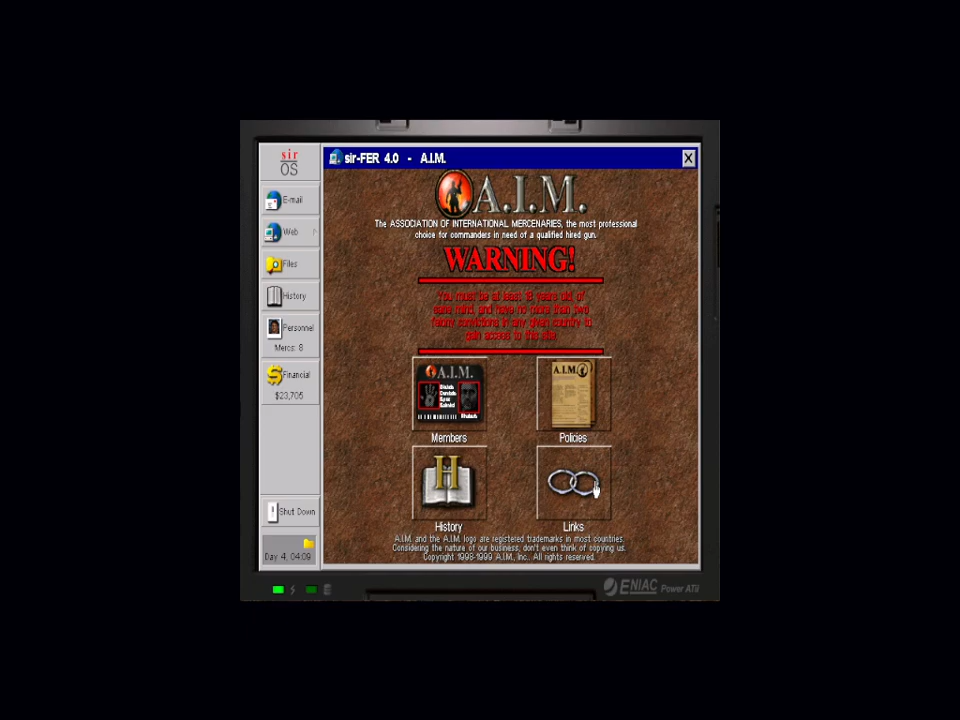 sir
OS
E-mail
Web
Files
History
Personnel
Mercs: 8
Financial
$23,705
Shut Down
Day 4, 04:09
sir-FER 4.0 - A.I.M.
X
A.I.M.
The ASSOCIATION OF INTERNATIONAL MERCENARIES, the most professional
choice for commanders in need of a qualified hired gun.
WARNING!
You must be at least 18 years old, of
sane mind and have no more than two
felony convictions in any given country to
gain access to this site.
A.I.M.
Members
A.I.M.
Policies
H
History
Links
A.I.M. and the A.I.M. logo are registered trademarks in most countries.
Considering the nature of our business, don't even think of copying us.
Copyright 1998-1999 A.I.M., Inc.. All rights reserved.
ENIAC Power ATii